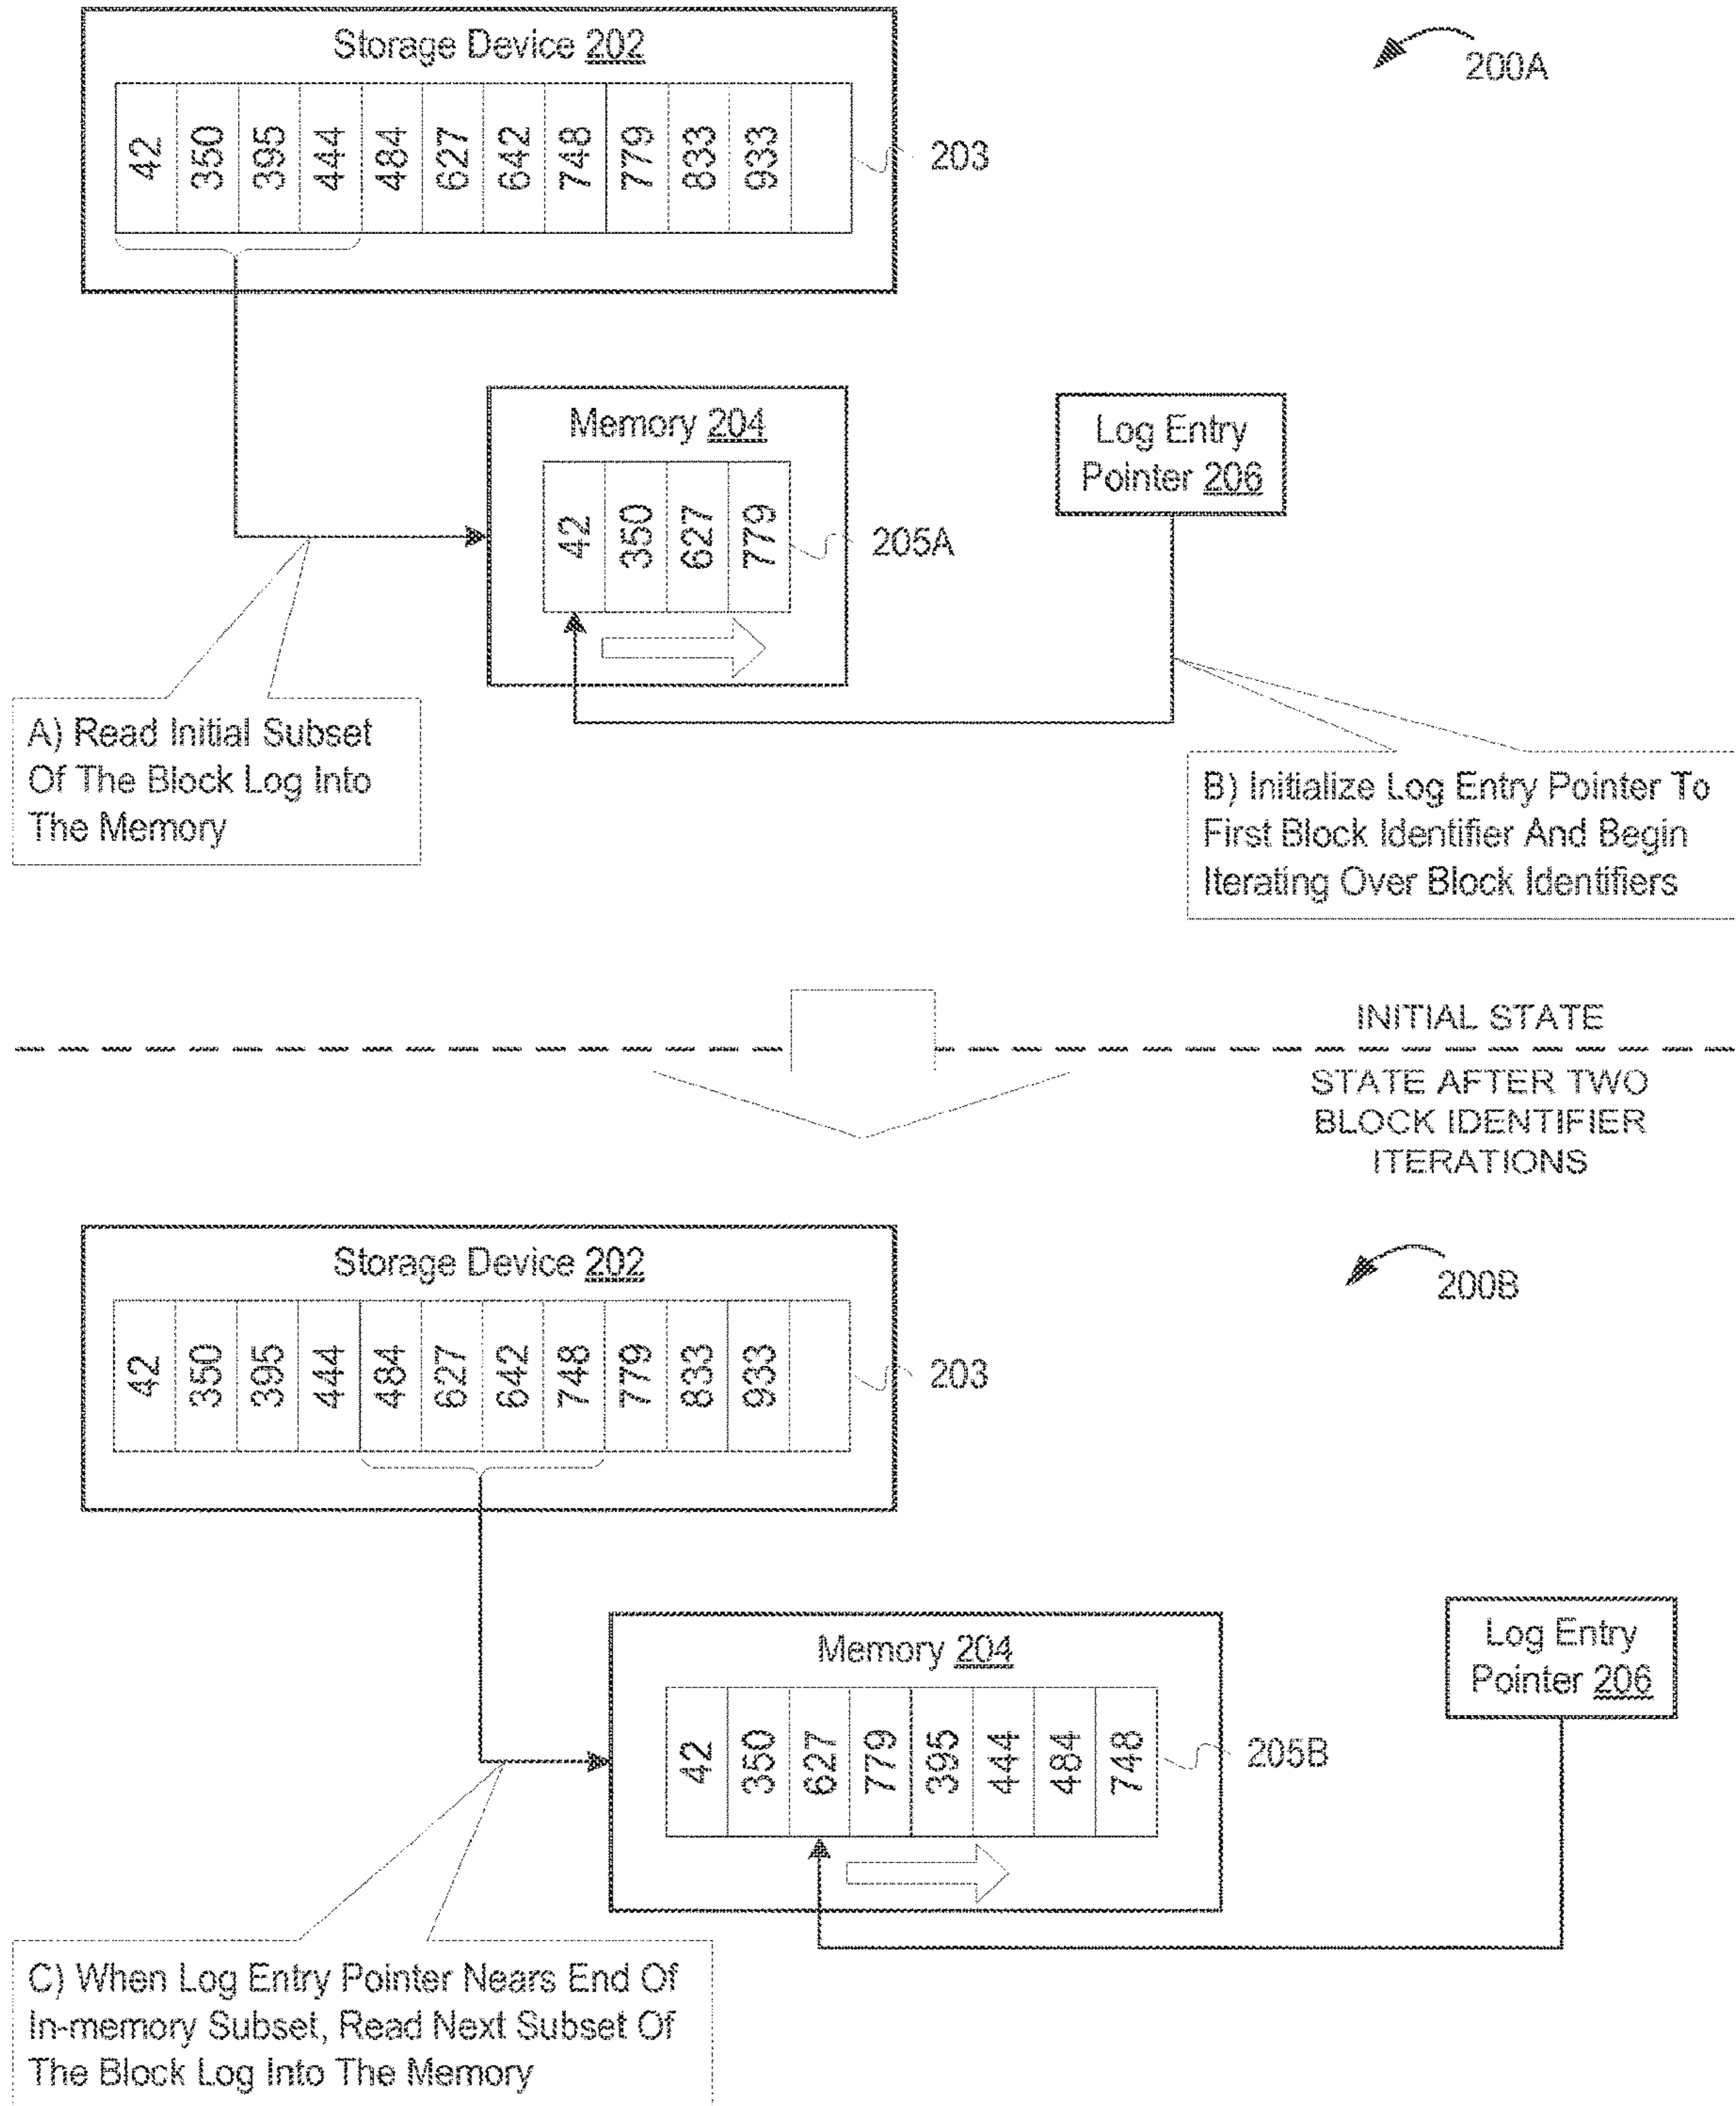 Storage Device 202
200A
42 350 395 444 484 627 642 748 779 833 933
203
Memory 204
42 350 627 779
205A
Log Entry
Pointer 206
A) Read Initial Subset
Of The Block Log Into
The Memory
B) Initialize Log Entry Pointer To
First Block Identifier And Begin
Iterating Over Block Identifiers
INITIAL STATE
STATE AFTER TWO
BLOCK IDENTIFIER
ITERATIONS
Storage Device 202
200B
42 350 395 444 484 627 642 748 779 833 933
203
Memory 204
42 350 627 779 395 444 484 748
205B
Log Entry
Pointer 206
C) When Log Entry Pointer Nears End Of
In-memory Subset, Read Next Subset Of
The Block Log Into The Memory